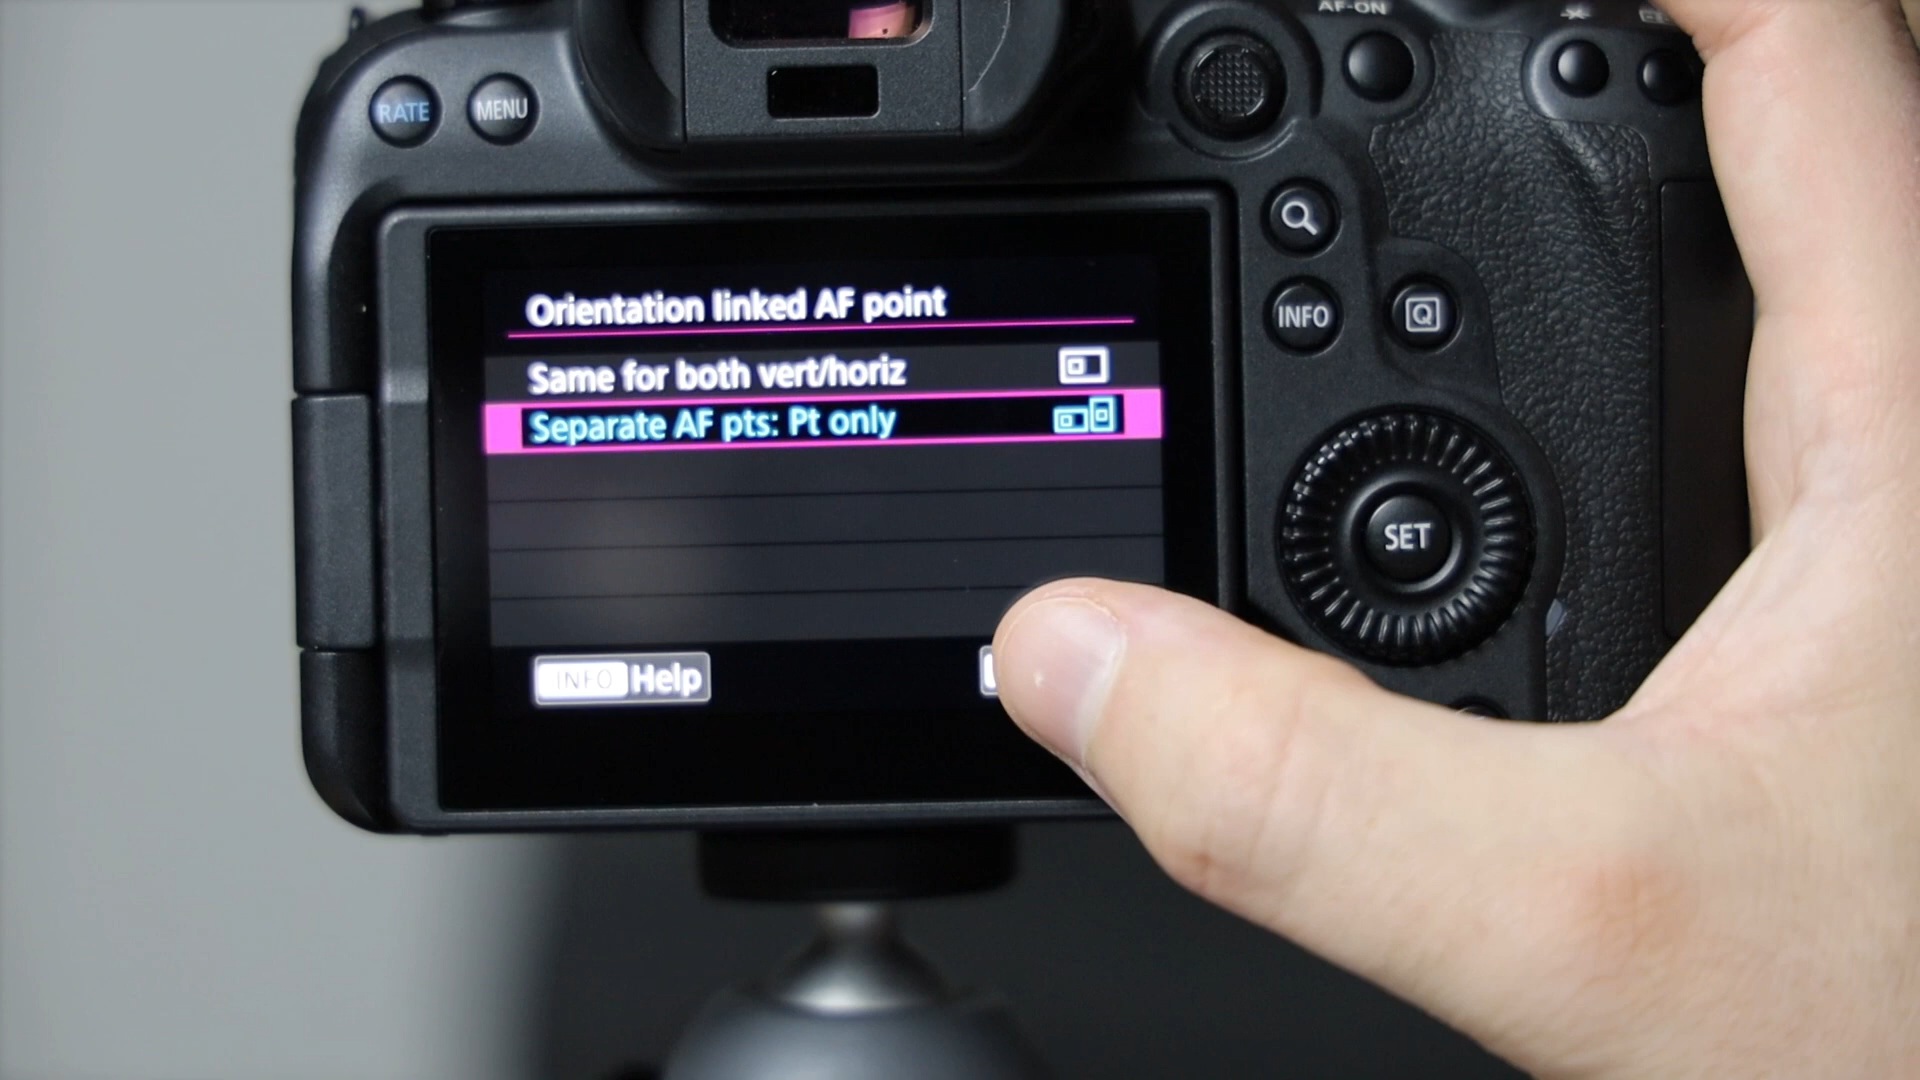 AF-ON
RATE MENU
Orientation linked AF point
Same for both vert/horiz
Separate AF pts: Pt only
INFO Help
INFO
Q
SET